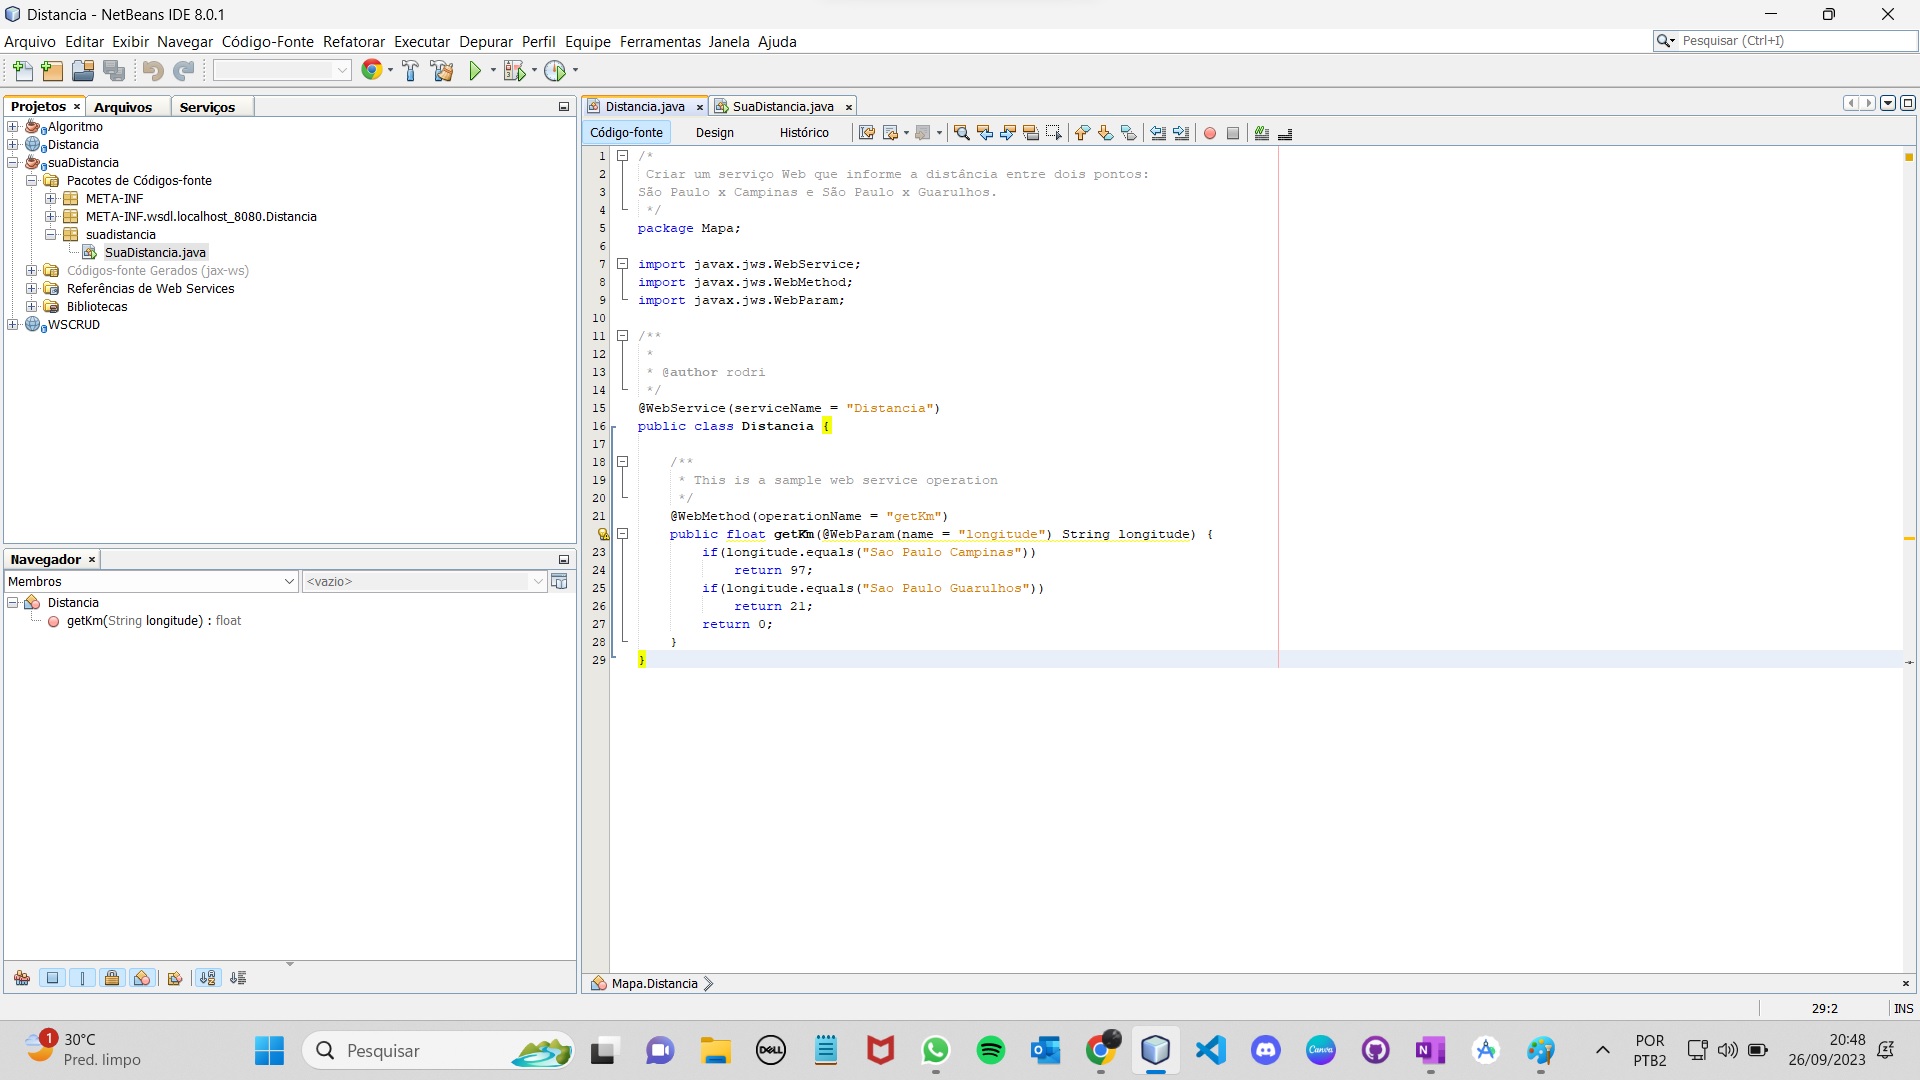 Distancia - NetBeans IDE 8.0.1
Arquivo Editar Exibir Navegar Código-Fonte Refatorar Executar Depurar Perfil Equipe Ferramentas Janela Ajuda
Pesquisar (Ctrl+I)
Projetos Arquivos Serviços
Algoritmo
Distancia
suaDistancia
Pacotes de Códigos-fonte
META-INF
META-INF.wsdl.localhost_8080.Distancia
suadistancia
SuaDistancia.java
Códigos-fonte Gerados (jax-ws)
Referências de Web Services
Bibliotecas
WSCRUD
Navegador
Membros <vazio>
Distancia
getKm(String longitude) : float
Distancia.java SuaDistancia.java
Código-fonte Design Histórico
1 /*
2 Criar um serviço Web que informe a distância entre dois pontos:
3 São Paulo x Campinas e São Paulo x Guarulhos.
4 */
5 package Mapa;
6
7 import javax.jws.WebService;
8 import javax.jws.WebMethod;
9 import javax.jws.WebParam;
10
11 /**
12 *
13 * @author rodri
14 */
15 @WebService(serviceName = "Distancia")
16 public class Distancia {
17
18 /**
19 * This is a sample web service operation
20 */
21 @WebMethod(operationName = "getKm")
public float getKm(@WebParam(name = "longitude") String longitude) {
23 if(longitude.equals("Sao Paulo Campinas"))
24 return 97;
25 if(longitude.equals("Sao Paulo Guarulhos"))
26 return 21;
27 return 0;
28 }
29 }
Mapa.Distancia
29:2 INS
1
30°C
Pred. limpo
Pesquisar
DELL
Canva
POR
PTB2
20:48
26/09/2023